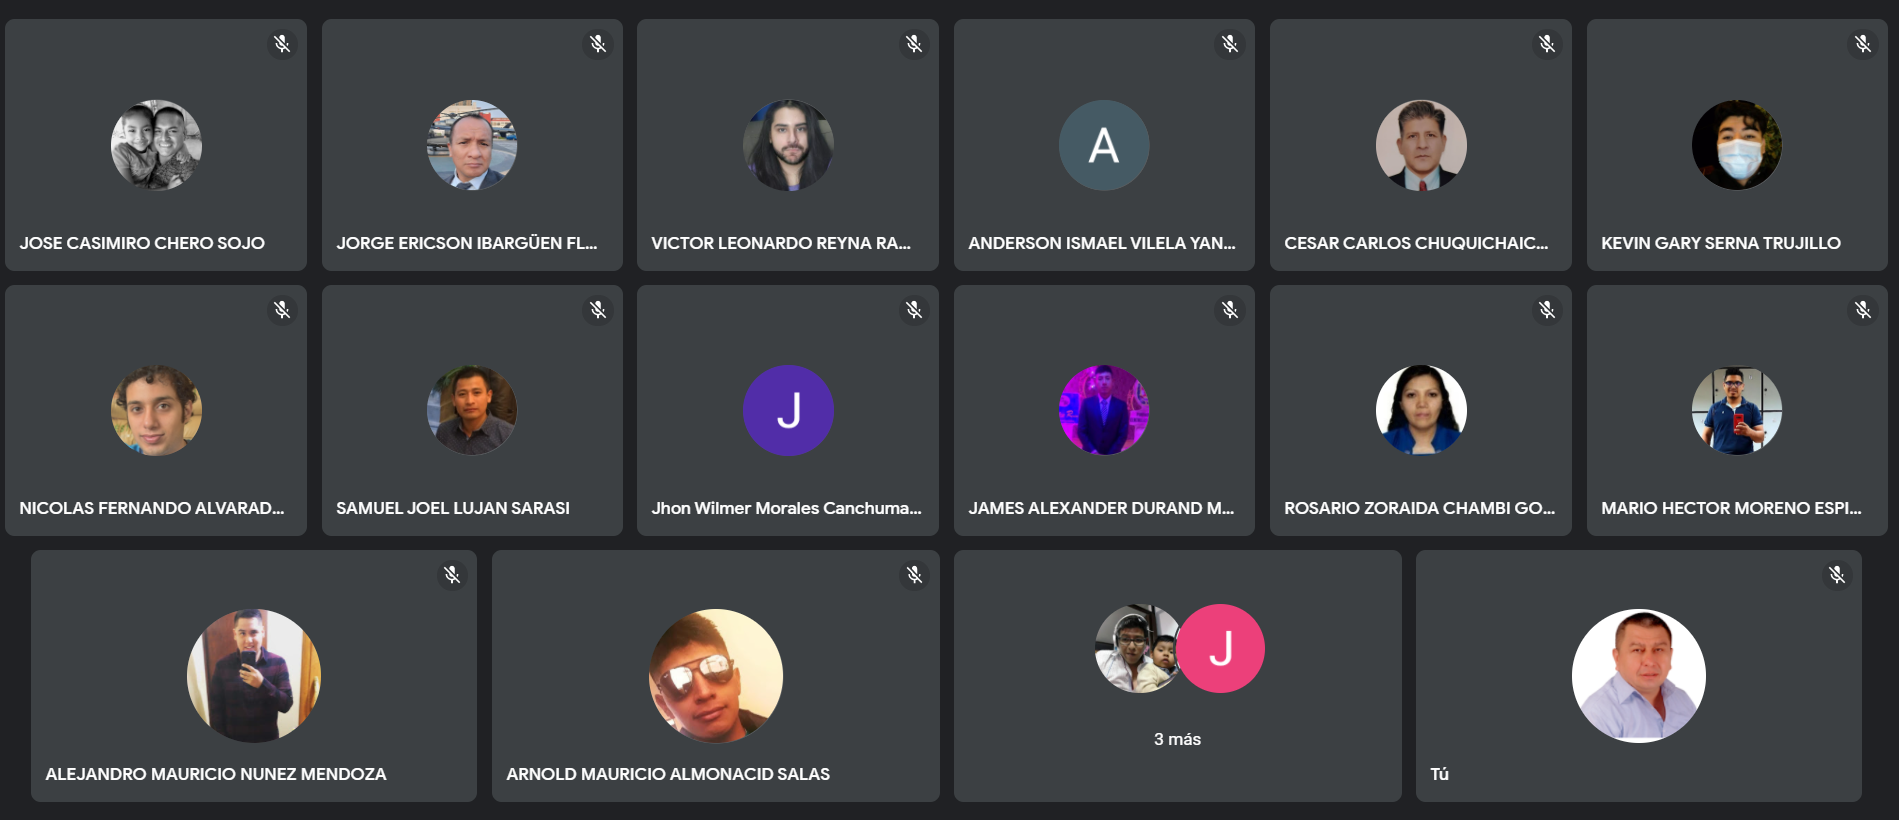 JOSE CASIMIRO CHERO SOJO
JORGE ERICSON IBARGÜEN FL...
VICTOR LEONARDO REYNA RA...
A
ANDERSON ISMAEL VILELA YAN...
CESAR CARLOS CHUQUICHAIC...
KEVIN GARY SERNA TRUJILLO
NICOLAS FERNANDO ALVARAD...
SAMUEL JOEL LUJAN SARASI
J
Jhon Wilmer Morales Canchuma...
JAMES ALEXANDER DURAND M...
ROSARIO ZORAIDA CHAMBI GO...
MARIO HECTOR MORENO ESPI...
ALEJANDRO MAURICIO NUNEZ MENDOZA
ARNOLD MAURICIO ALMONACID SALAS
J
3 más
Tú